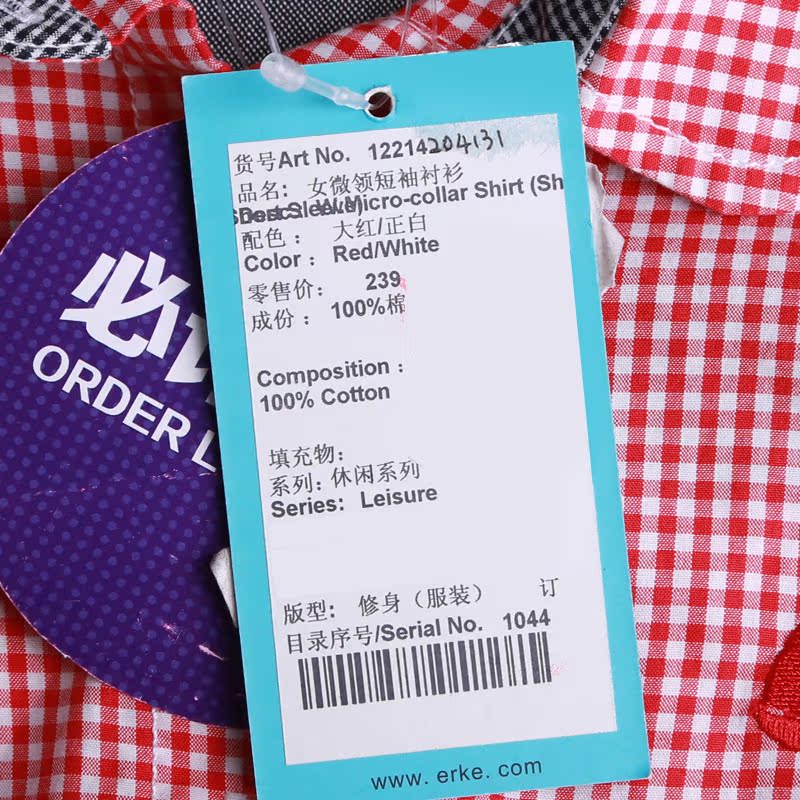 货号Art No. 12214204131
品名: 女微领短袖衬衫
W.Micro-collar Shirt (Sh
配色： 大红/正白
Color： Red/White
零售价: 239
成份： 100%棉
Composition：
100% Cotton
填充物:
系列: 休闲系列
Series: Leisure
版型: 修身（服装） 订
目录序号/Serial No. 1044
www.erke.com
必
ORDER L